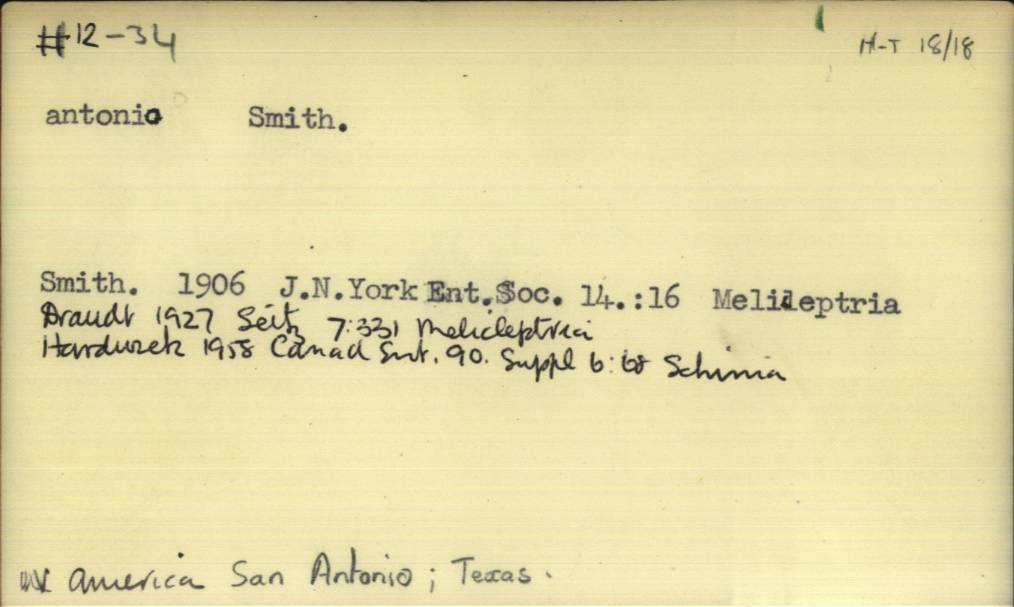 #12-34 H-T 18/18
antonio Smith.
Smith. 1906 J.N.York Ent.Soc. 14.:16 Melileptria
Draudt 1927 Seitz 7:331 Melicleptria
Hardwick 1958 Canad Ent. 90. Suppl 6: Schinia
America San Antonio; Texas.